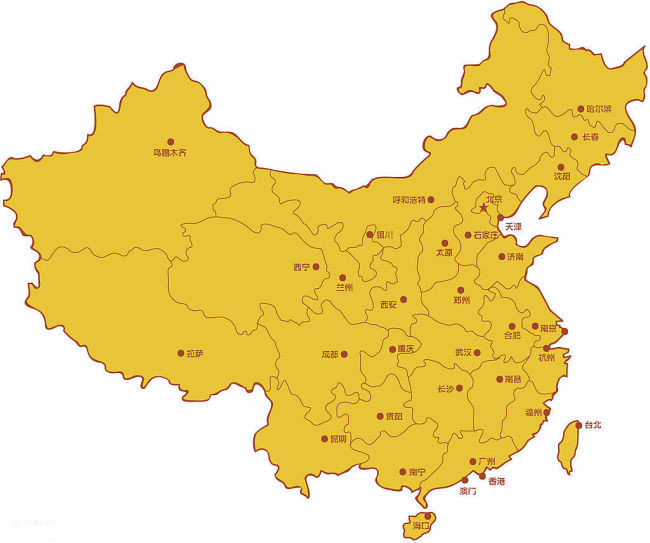 哈尔滨
长春
乌鲁木齐
沈阳
呼和浩特
北京
天津
银川
石家庄
太原
济南
西宁
兰州
西安
郑州
南京
合肥
拉萨
成都
重庆
武汉
杭州
南昌
长沙
贵阳
福州
台北
昆明
广州
南宁
香港
澳门
海口